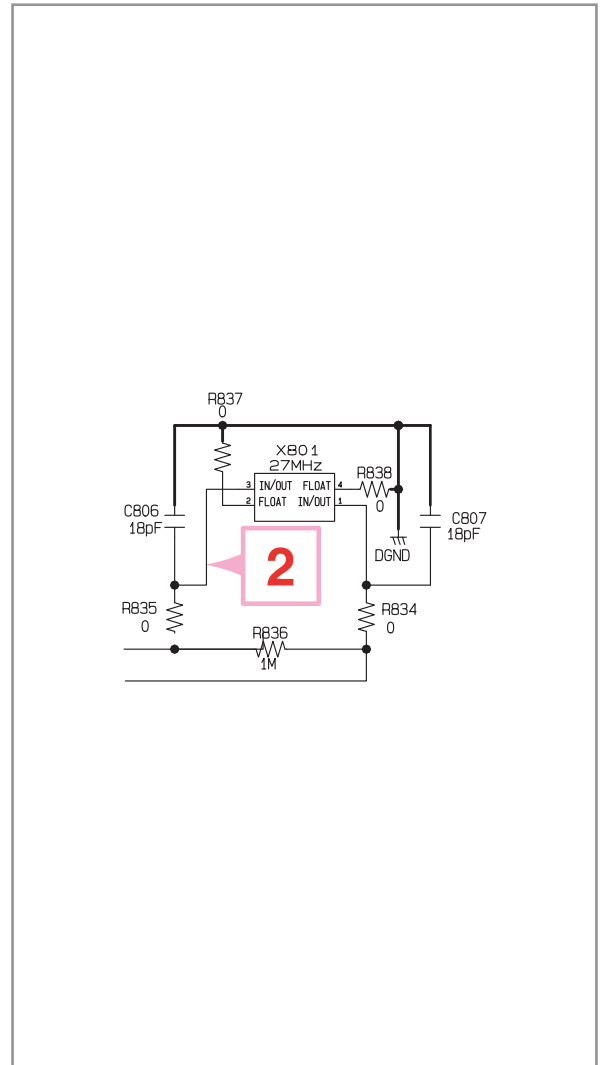 R837
0
X801
27MHz
R838
0
3 IN/OUT FLOAT 4
2 FLOAT IN/OUT 1
C806
18pF
C807
18pF
DGND
2
R835
0
R834
0
R836
1M